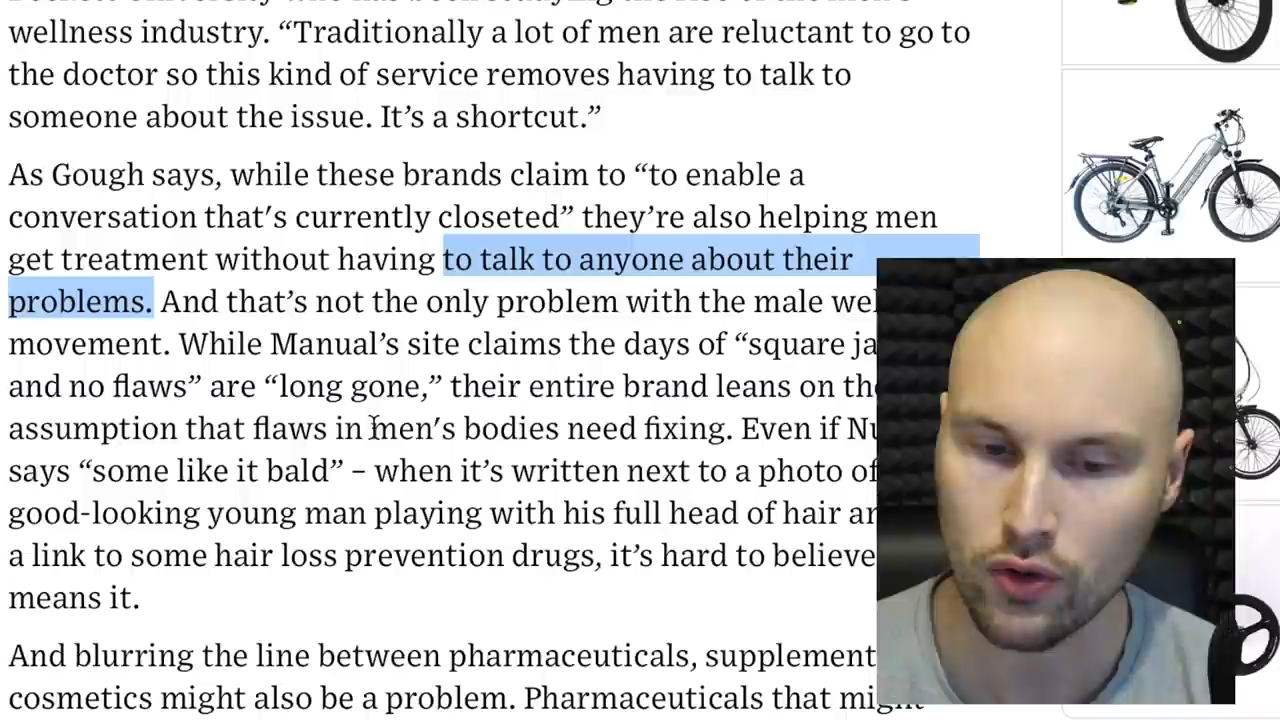 wellness industry. “Traditionally a lot of men are reluctant to go to
the doctor so this kind of service removes having to talk to
someone about the issue. It’s a shortcut.”
As Gough says, while these brands claim to “to enable a
conversation that’s currently closeted” they’re also helping men
get treatment without having to talk to anyone about their
problems. And that’s not the only problem with the male
movement. While Manual’s site claims the days of “square
and no flaws” are “long gone,” their entire brand leans on
assumption that flaws in men’s bodies need fixing. Even if
says “some like it bald” – when it’s written next to a photo of
good-looking young man playing with his full head of hair
a link to some hair loss prevention drugs, it’s hard to believe
means it.
And blurring the line between pharmaceuticals,
cosmetics might also be a problem. Pharmaceuticals that might